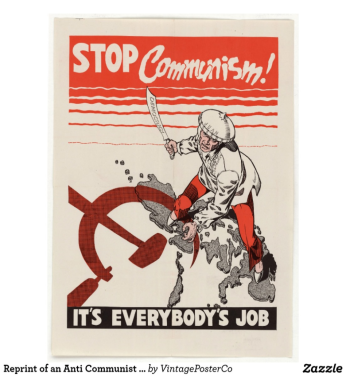 STOP Communism!
IT'S EVERYBODY'S JOB
Reprint of an Anti Communist ... by VintagePosterCo
Zazzle